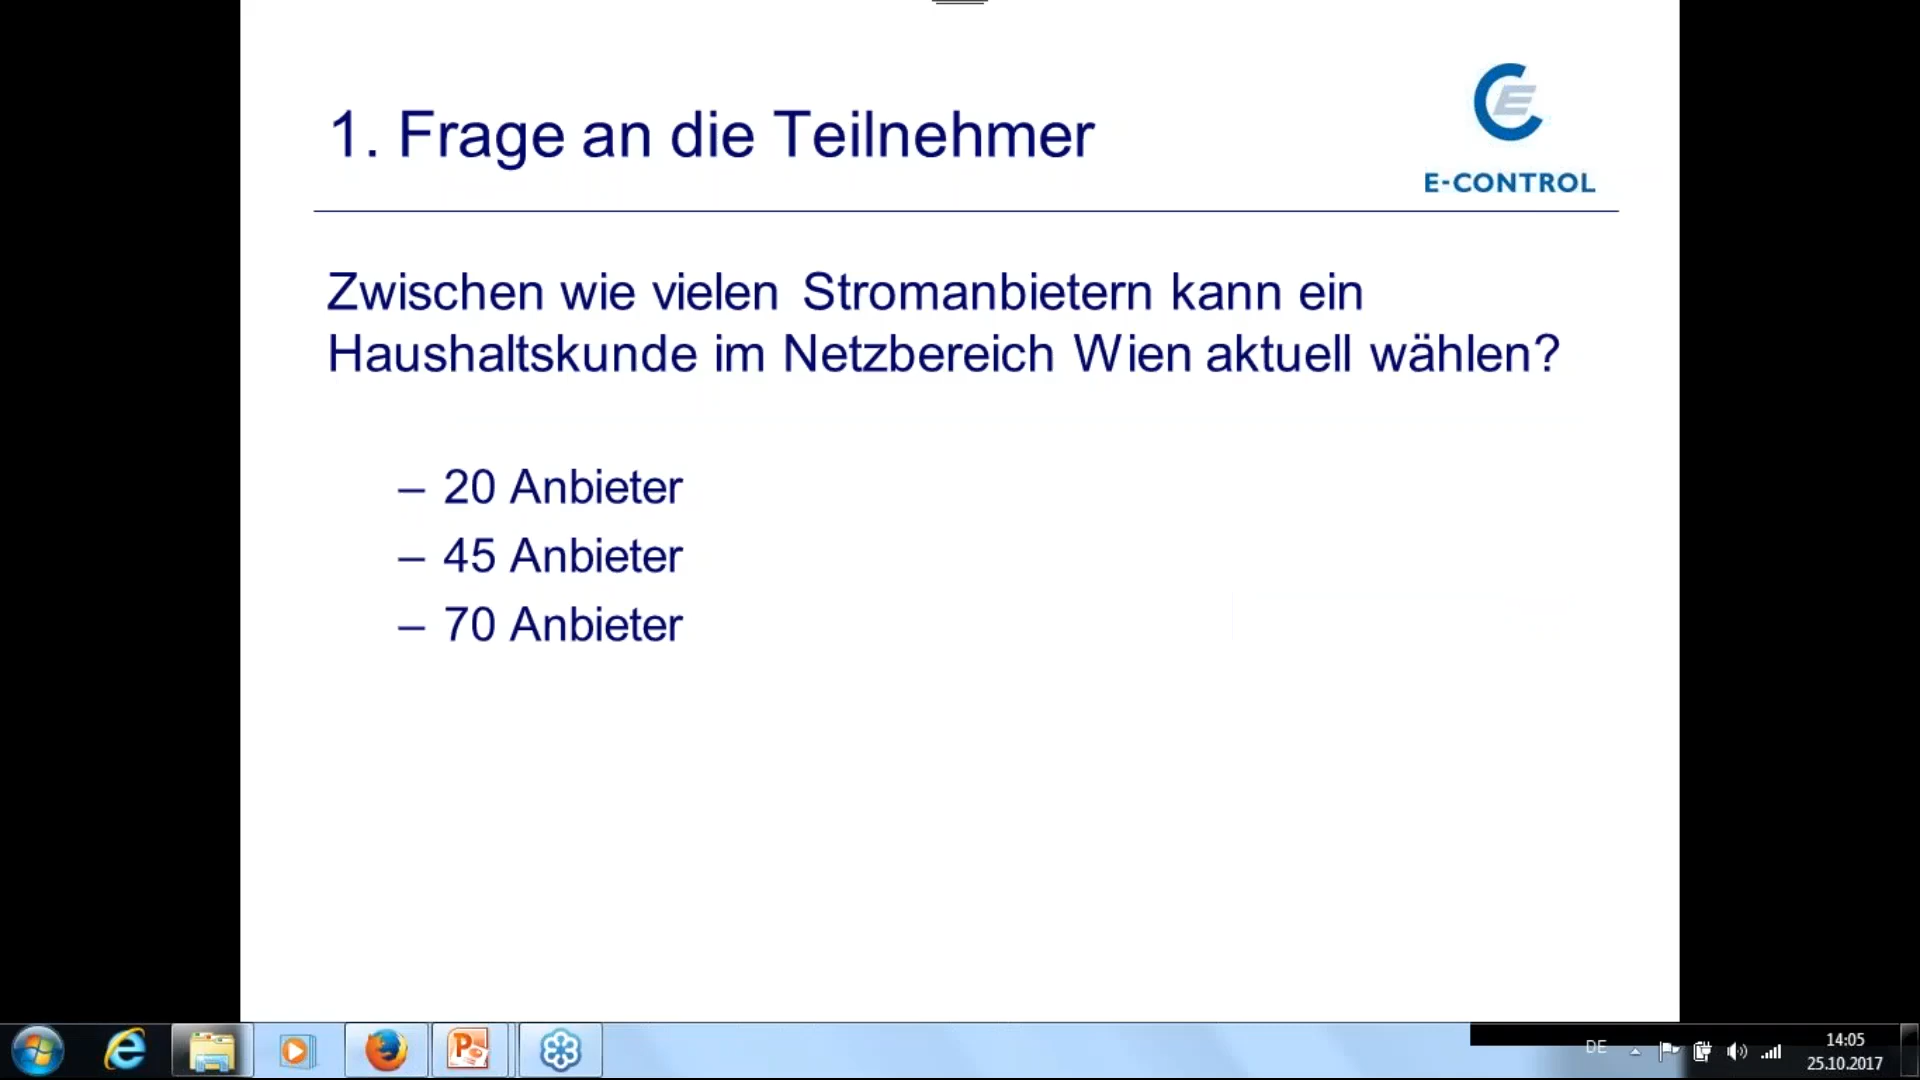 1. Frage an die Teilnehmer
E-CONTROL
Zwischen wie vielen Stromanbietern kann ein
Haushaltskunde im Netzbereich Wien aktuell wählen?
– 20 Anbieter
– 45 Anbieter
– 70 Anbieter
DE
14:05
25.10.2017